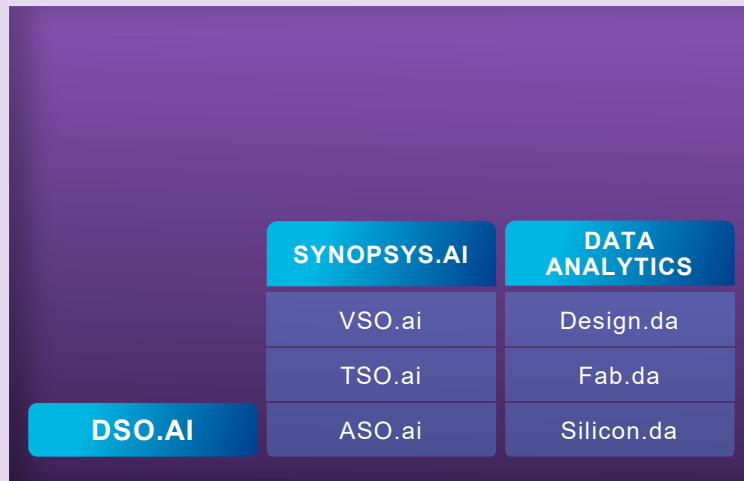 DSO.AI
SYNOPSYS.AI
VSO.ai
TSO.ai
ASO.ai
DATA
ANALYTICS
Design.da
Fab.da
Silicon.da